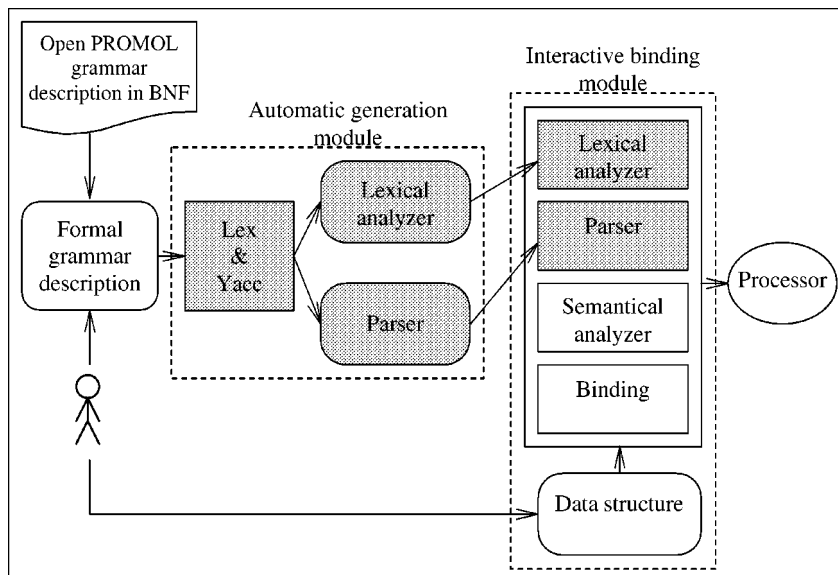 Open PROMOL
grammar
description in BNF
Automatic generation
module
Interactive binding
module
Formal
grammar
description
Lex
&
Yacc
Lexical
analyzer
Parser
Lexical
analyzer
Parser
Semantical
analyzer
Binding
Data structure
Processor